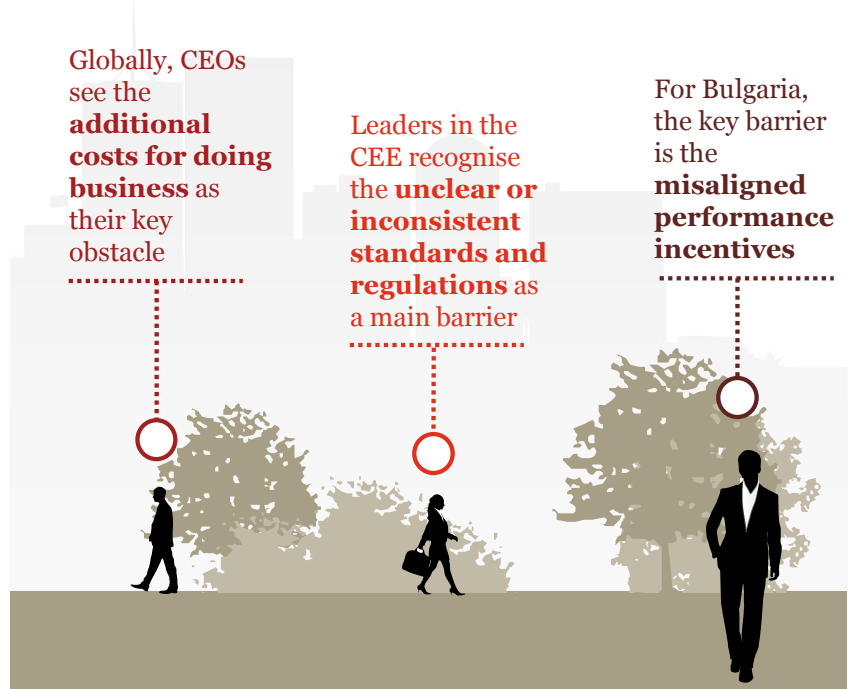 Globally, CEOs
see the
additional
costs for doing
business as
their key
obstacle
Leaders in the
CEE recognise
the unclear or
inconsistent
standards and
regulations as
a main barrier
For Bulgaria,
the key barrier
is the
misaligned
performance
incentives